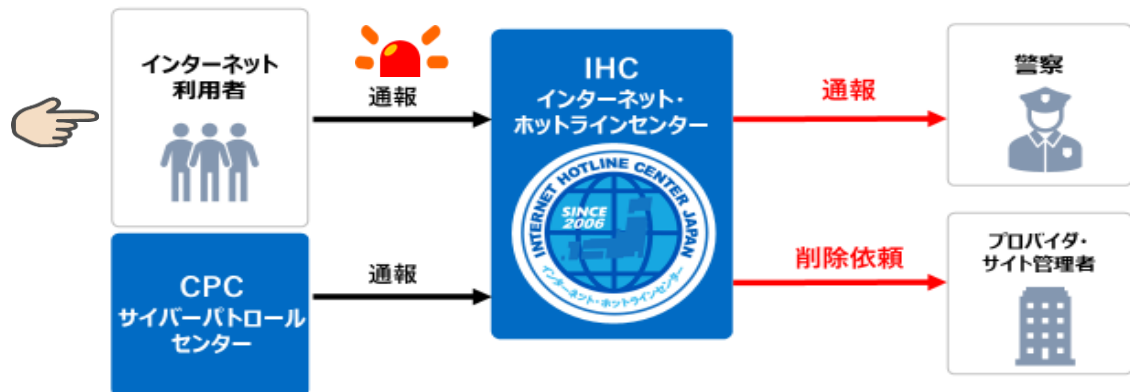 インターネット
利用者
通報
IHC
インターネット・
ホットラインセンター
INTERNET HOTLINE CENTER JAPAN
SINCE
2006
インターネット・ホットラインセンター
通報
警察
CPC
サイバーパトロール
センター
通報
削除依頼
プロバイダ・
サイト管理者